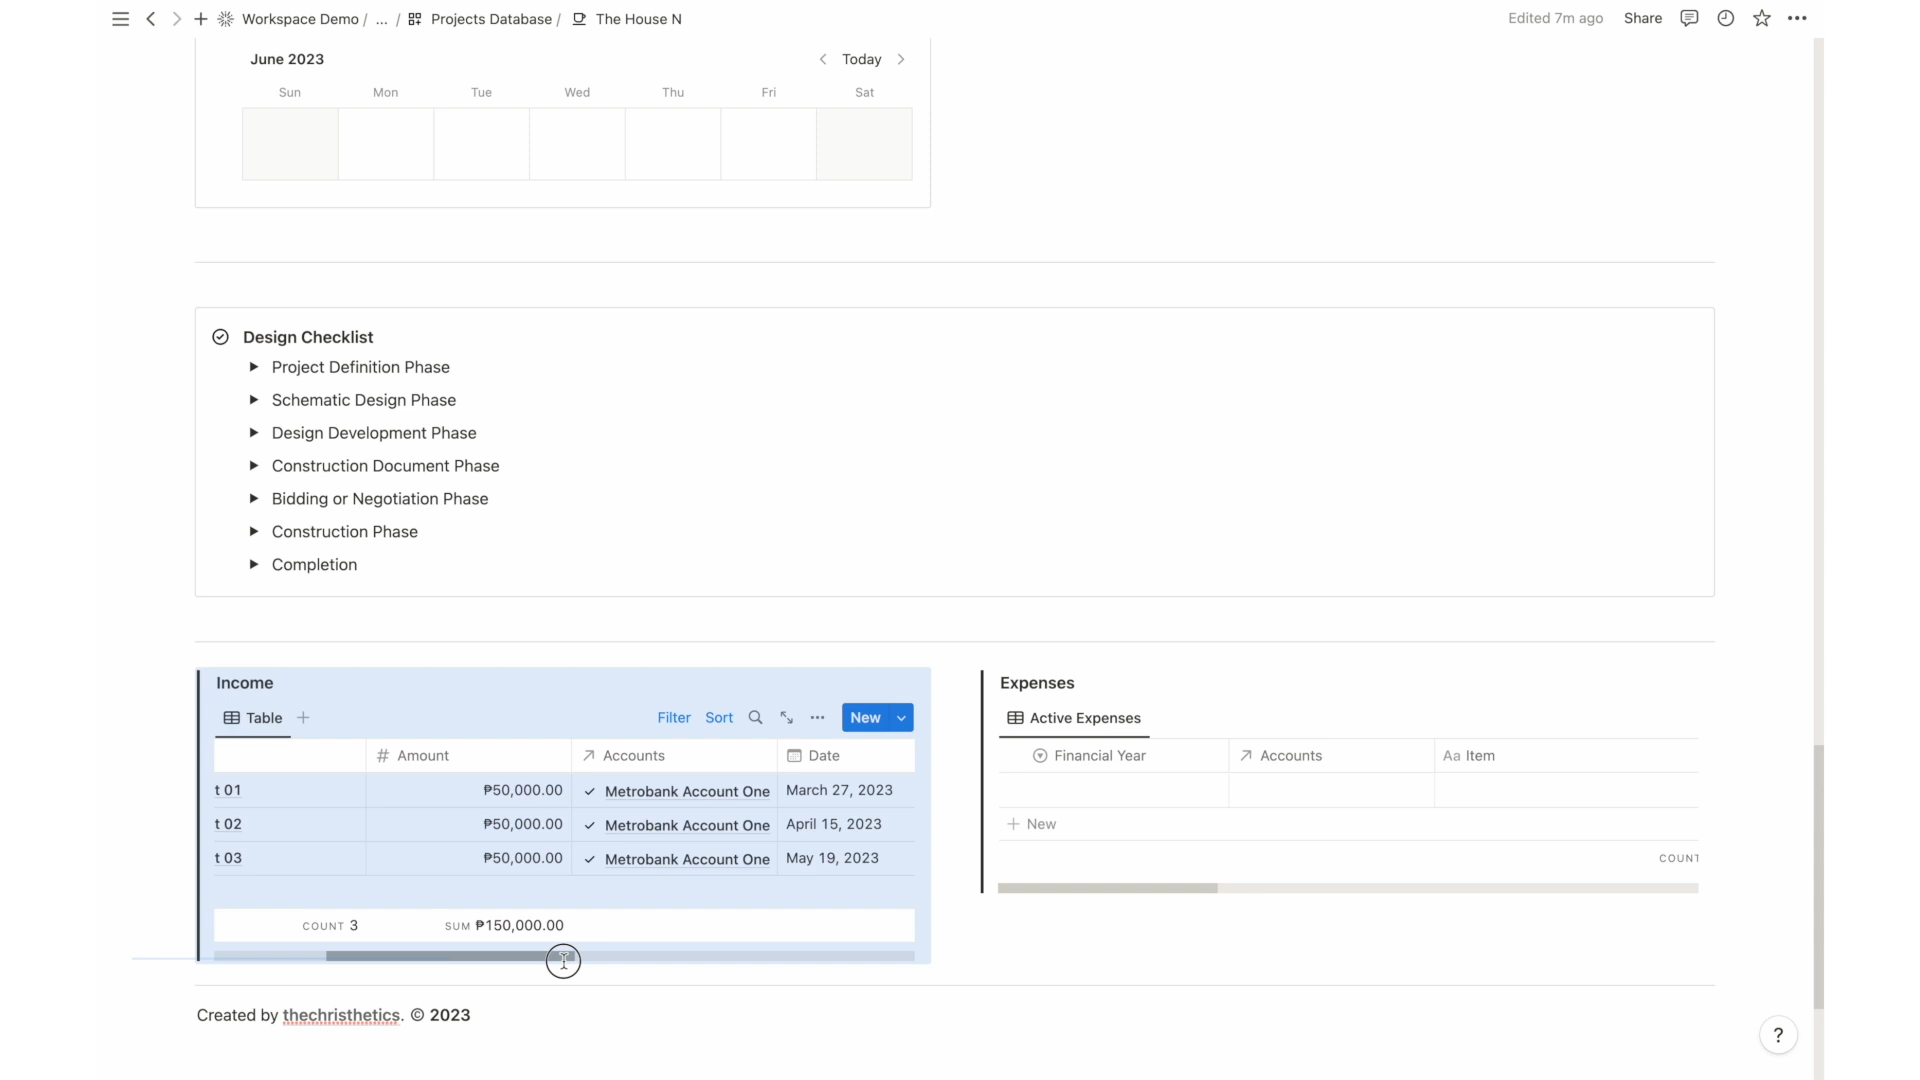 Workspace Demo / ... / Projects Database / The House N
Edited 7m ago Share
June 2023
Today
Sun Mon Tue Wed Thu Fri Sat
Design Checklist
Project Definition Phase
Schematic Design Phase
Design Development Phase
Construction Document Phase
Bidding or Negotiation Phase
Construction Phase
Completion
Income
Table
Filter Sort New
# Amount Accounts Date
t 01 ₱50,000.00 Metrobank Account One March 27, 2023
t 02 ₱50,000.00 Metrobank Account One April 15, 2023
t 03 ₱50,000.00 Metrobank Account One May 19, 2023
COUNT 3 SUM ₱150,000.00
Expenses
Active Expenses
Financial Year Accounts Aa Item
+ New
COUNT
Created by thechristhetics. © 2023
?